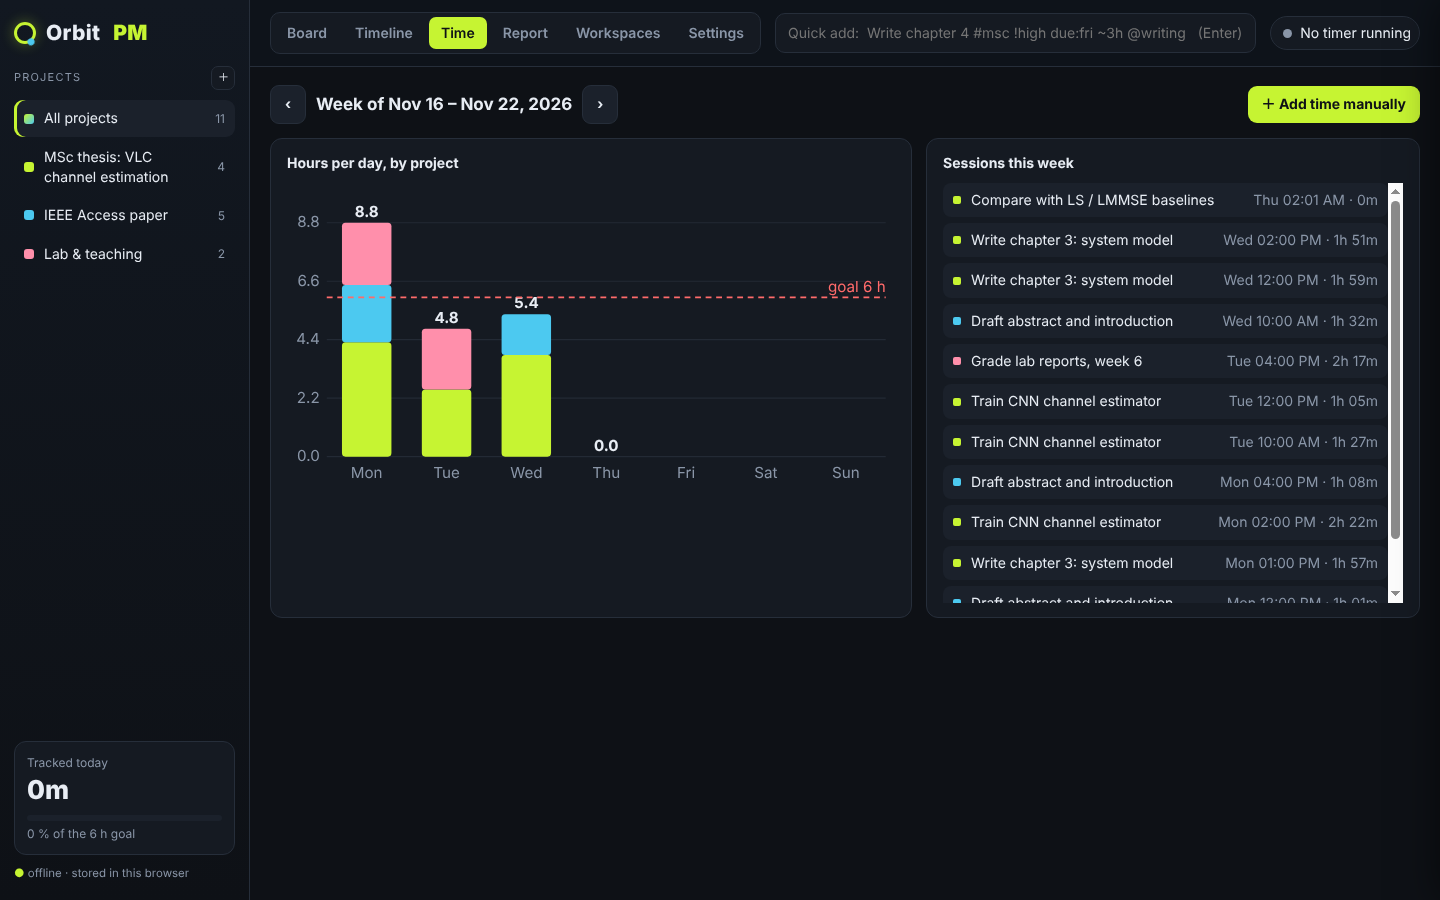 Orbit PM
PROJECTS
+
All projects 11
MSc thesis: VLC
channel estimation 4
IEEE Access paper 5
Lab & teaching 2
Tracked today
0m
0 % of the 6 h goal
offline · stored in this browser
Board Timeline Time Report Workspaces Settings
Quick add: Write chapter 4 #msc !high due:fri ~3h @writing (Enter)
No timer running
‹ Week of Nov 16 – Nov 22, 2026 ›
+ Add time manually
Hours per day, by project
8.8
8.8
6.6
goal 6 h
5.4
4.8
4.4
2.2
0.0
0.0
Mon Tue Wed Thu Fri Sat Sun
Sessions this week
Compare with LS / LMMSE baselines Thu 02:01 AM · 0m
Write chapter 3: system model Wed 02:00 PM · 1h 51m
Write chapter 3: system model Wed 12:00 PM · 1h 59m
Draft abstract and introduction Wed 10:00 AM · 1h 32m
Grade lab reports, week 6 Tue 04:00 PM · 2h 17m
Train CNN channel estimator Tue 12:00 PM · 1h 05m
Train CNN channel estimator Tue 10:00 AM · 1h 27m
Draft abstract and introduction Mon 04:00 PM · 1h 08m
Train CNN channel estimator Mon 02:00 PM · 2h 22m
Write chapter 3: system model Mon 01:00 PM · 1h 57m
Draft abstract and introduction Mon 12:00 PM · 1h 01m